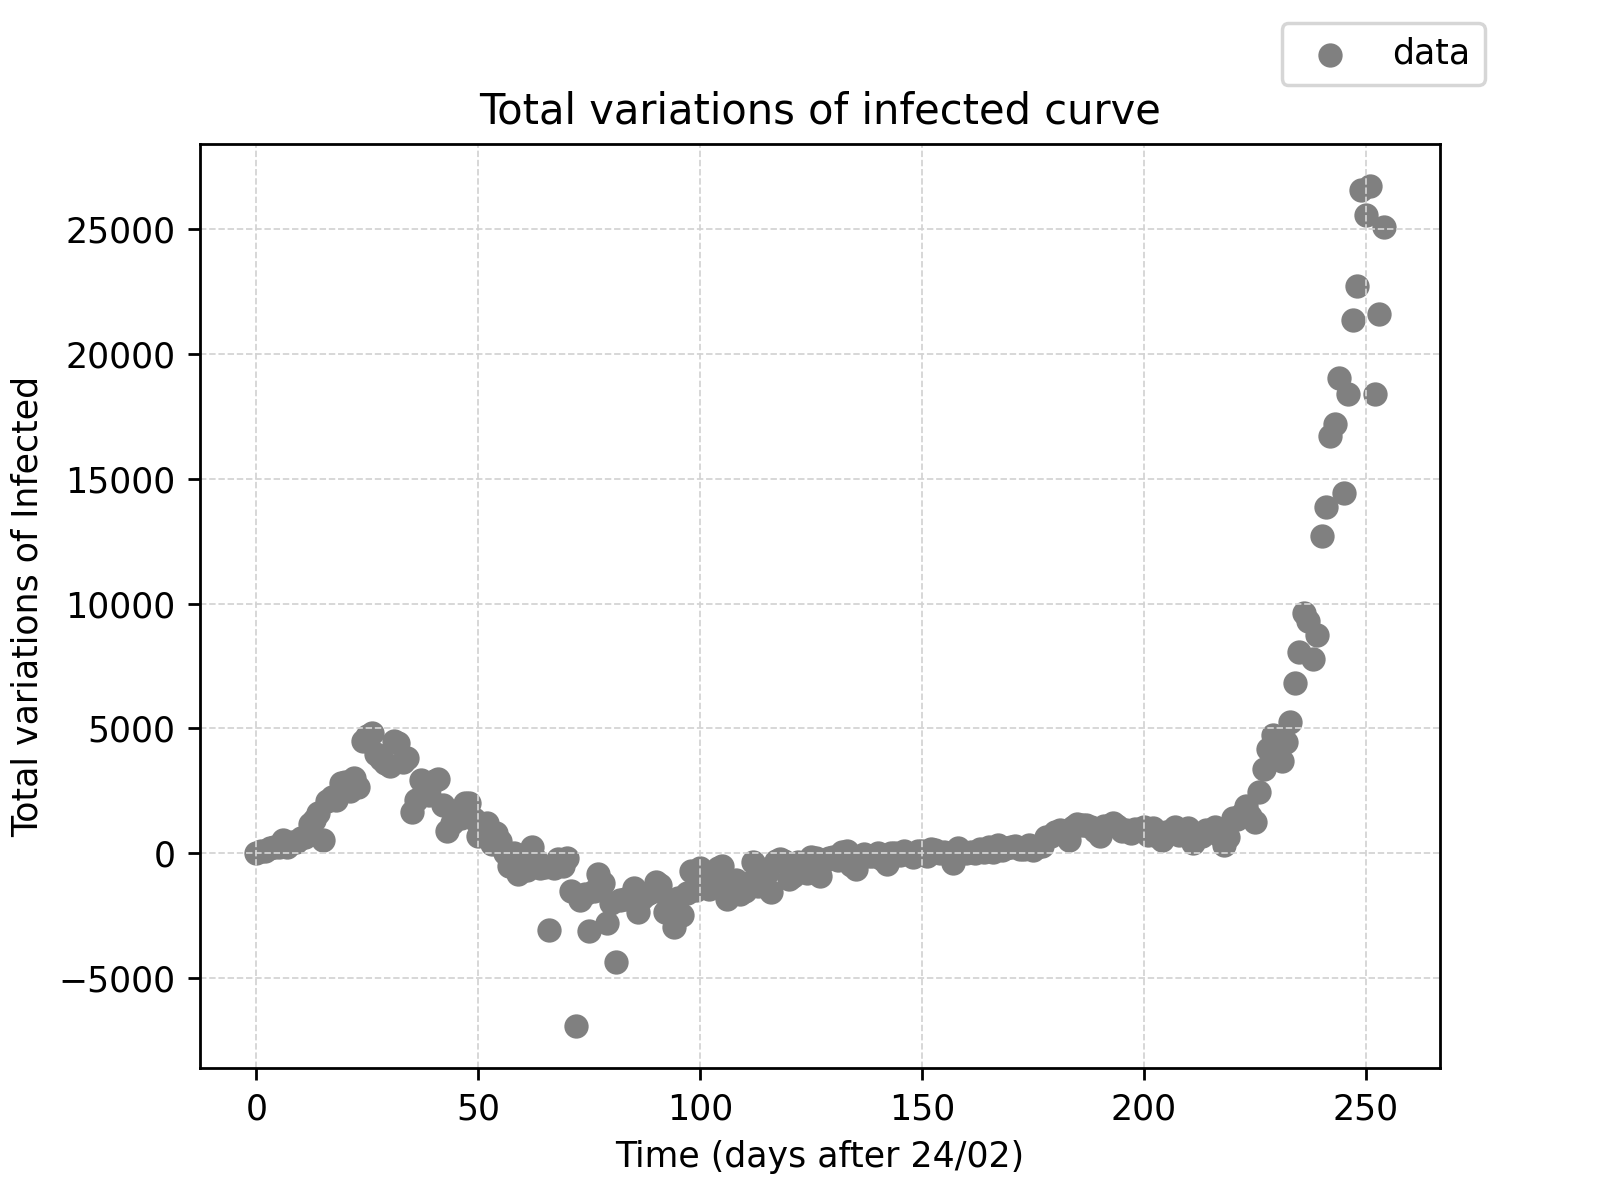 data
Total variations of infected curve
Total variations of Infected
25000
20000
15000
10000
5000
0
−5000
0 50 100 150 200 250
Time (days after 24/02)